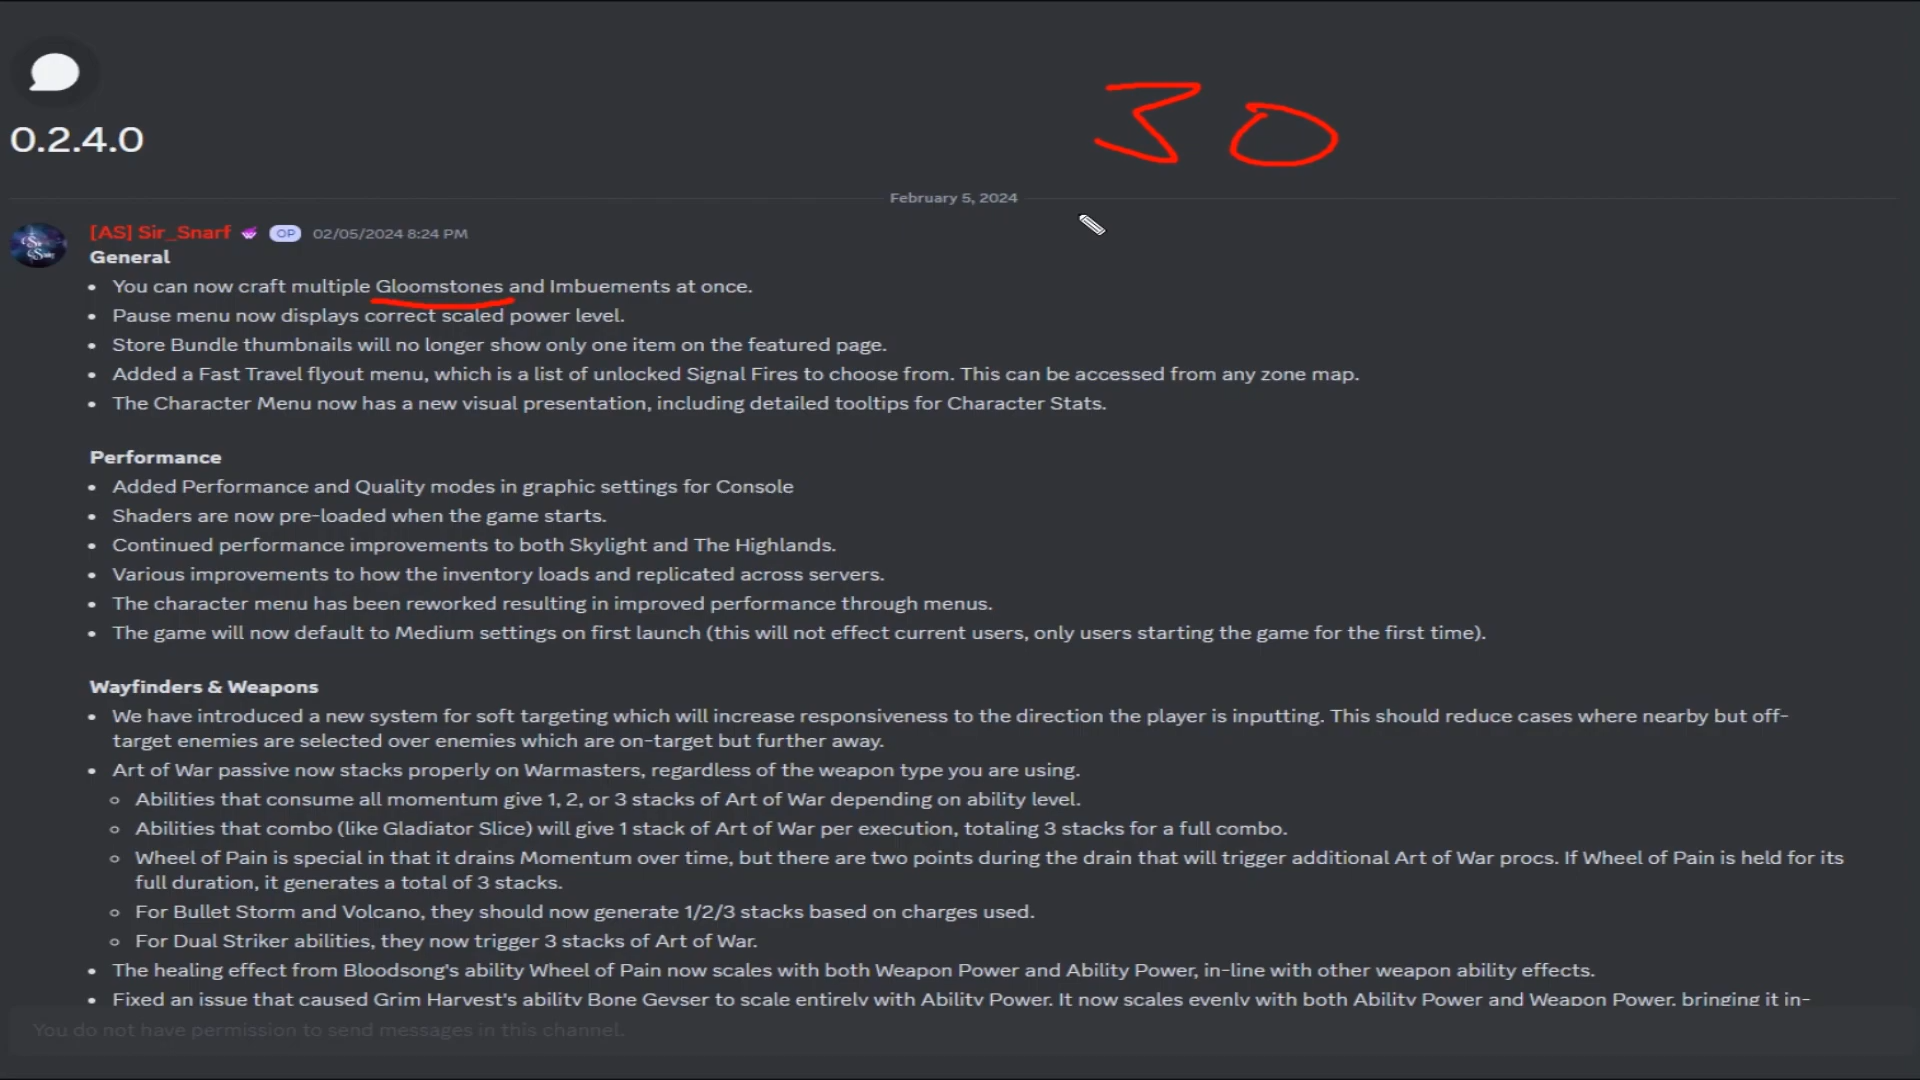 30
0.2.4.0
February 5, 2024
[AS] Sir_Snarf OP 02/05/2024 8:24 PM
General
• You can now craft multiple Gloomstones and Imbuements at once.
• Pause menu now displays correct scaled power level.
• Store Bundle thumbnails will no longer show only one item on the featured page.
• Added a Fast Travel flyout menu, which is a list of unlocked Signal Fires to choose from. This can be accessed from any zone map.
• The Character Menu now has a new visual presentation, including detailed tooltips for Character Stats.
Performance
• Added Performance and Quality modes in graphic settings for Console
• Shaders are now pre-loaded when the game starts.
• Continued performance improvements to both Skylight and The Highlands.
• Various improvements to how the inventory loads and replicated across servers.
• The character menu has been reworked resulting in improved performance through menus.
• The game will now default to Medium settings on first launch (this will not effect current users, only users starting the game for the first time).
Wayfinders & Weapons
• We have introduced a new system for soft targeting which will increase responsiveness to the direction the player is inputting. This should reduce cases where nearby but off-
target enemies are selected over enemies which are on-target but further away.
• Art of War passive now stacks properly on Warmasters, regardless of the weapon type you are using.
◦ Abilities that consume all momentum give 1, 2, or 3 stacks of Art of War depending on ability level.
◦ Abilities that combo (like Gladiator Slice) will give 1 stack of Art of War per execution, totaling 3 stacks for a full combo.
◦ Wheel of Pain is special in that it drains Momentum over time, but there are two points during the drain that will trigger additional Art of War procs. If Wheel of Pain is held for its
full duration, it generates a total of 3 stacks.
◦ For Bullet Storm and Volcano, they should now generate 1/2/3 stacks based on charges used.
◦ For Dual Striker abilities, they now trigger 3 stacks of Art of War.
• The healing effect from Bloodsong's ability Wheel of Pain now scales with both Weapon Power and Ability Power, in-line with other weapon ability effects.
• Fixed an issue that caused Grim Harvest's ability Bone Geyser to scale entirely with Ability Power. It now scales evenly with both Ability Power and Weapon Power, bringing it in-
You do not have permission to send messages in this channel.